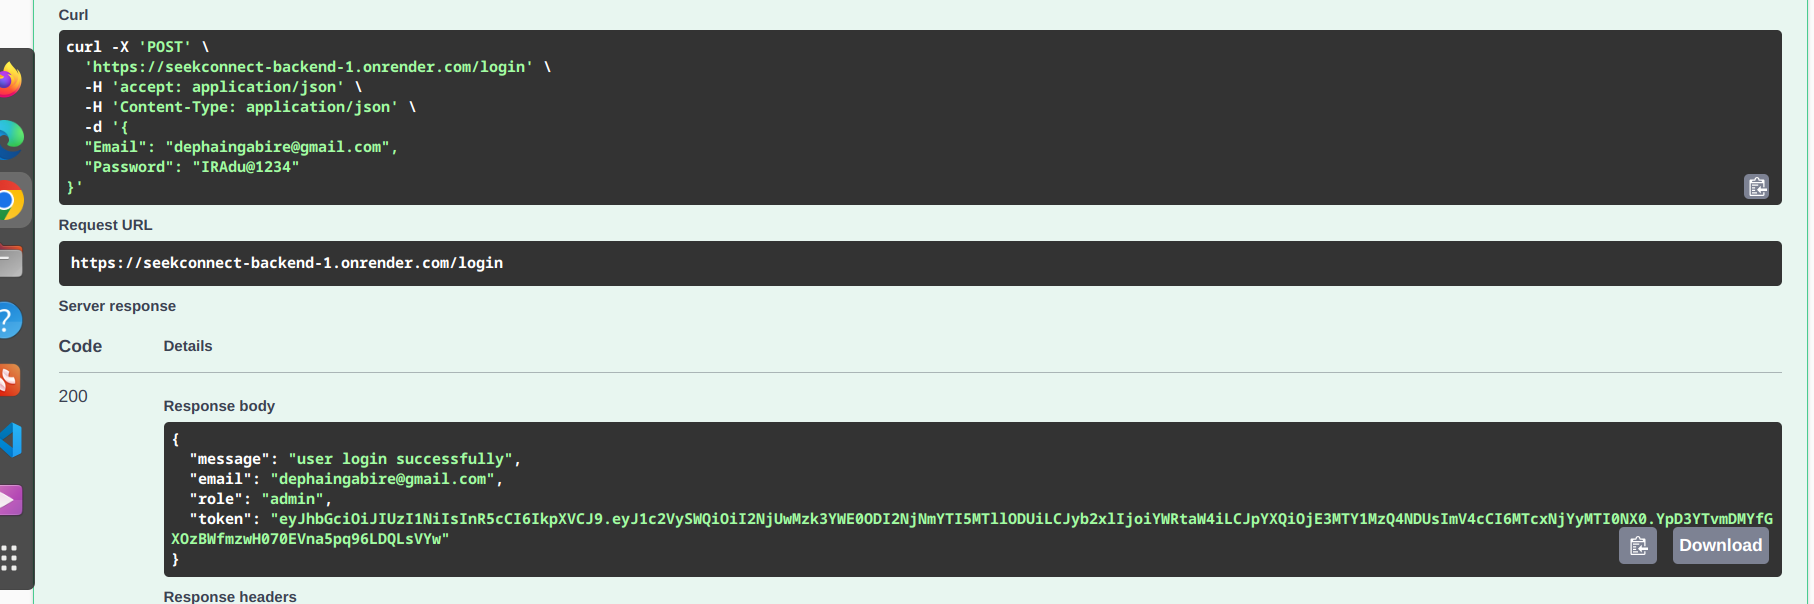 Curl
curl -X 'POST' \
'https://seekconnect-backend-1.onrender.com/login' \
-H 'accept: application/json' \
-H 'Content-Type: application/json' \
-d '{
"Email": "dephaingabire@gmail.com",
"Password": "IRAdu@1234"
}'
Request URL
https://seekconnect-backend-1.onrender.com/login
Server response
Code Details
200
Response body
{
"message": "user login successfully",
"email": "dephaingabire@gmail.com",
"role": "admin",
"token": "eyJhbGciOiJIUzI1NiIsInR5cCI6IkpXVCJ9.eyJ1c2VySWQiOiI2NjUwMzk3YWE0ODI2NjNmYTI5MTllODUiLCJyb2xlIjoiYWRtaW4iLCJpYXQiOjE3MTY1MzQ4NDUsImV4cCI6MTcxNjYyMTI0NX0.YpD3YTvmDMYfG
XOzBWfmzwH070EVna5pq96LDQLsVYw"
}
Download
Response headers